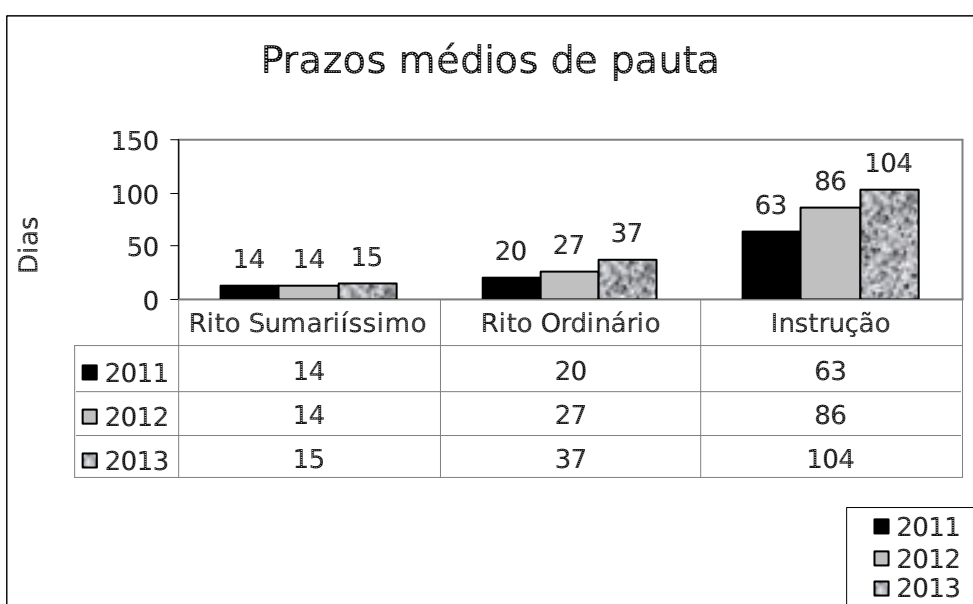 Prazos médios de pauta
Dias
150
100
50
0
14 14 15
20 27 37
63 86 104
Rito Sumariíssimo Rito Ordinário Instrução
2011 14 20 63
2012 14 27 86
2013 15 37 104
2011
2012
2013